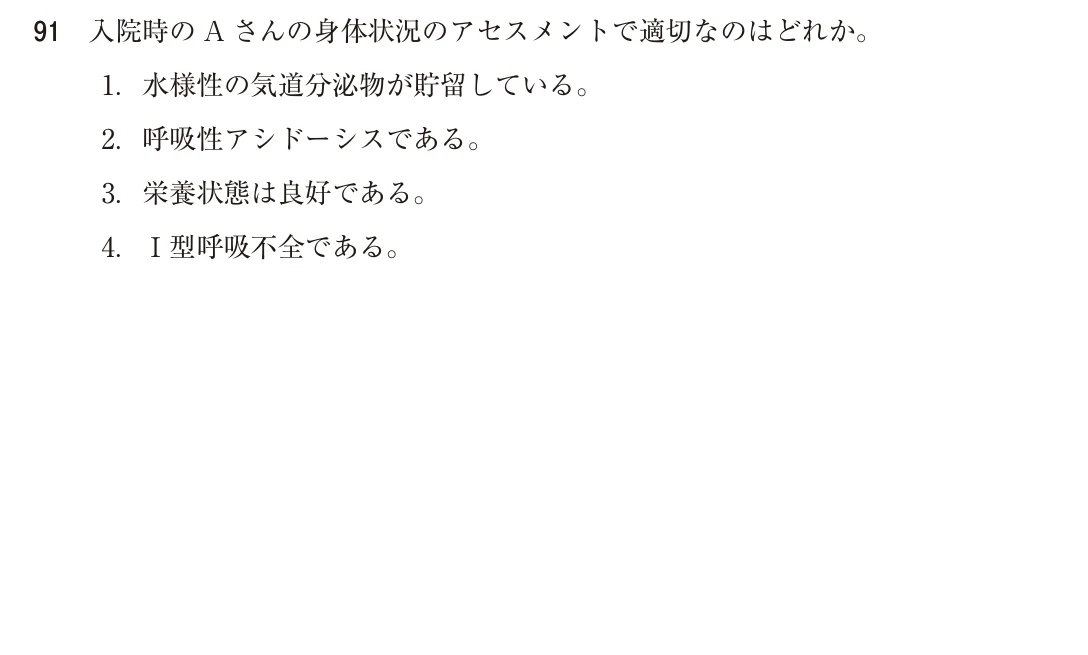 91 入院時の A さんの身体状況のアセスメントで適切なのはどれか。
1. 水様性の気道分泌物が貯留している。
2. 呼吸性アシドーシスである。
3. 栄養状態は良好である。
4. Ⅰ型呼吸不全である。